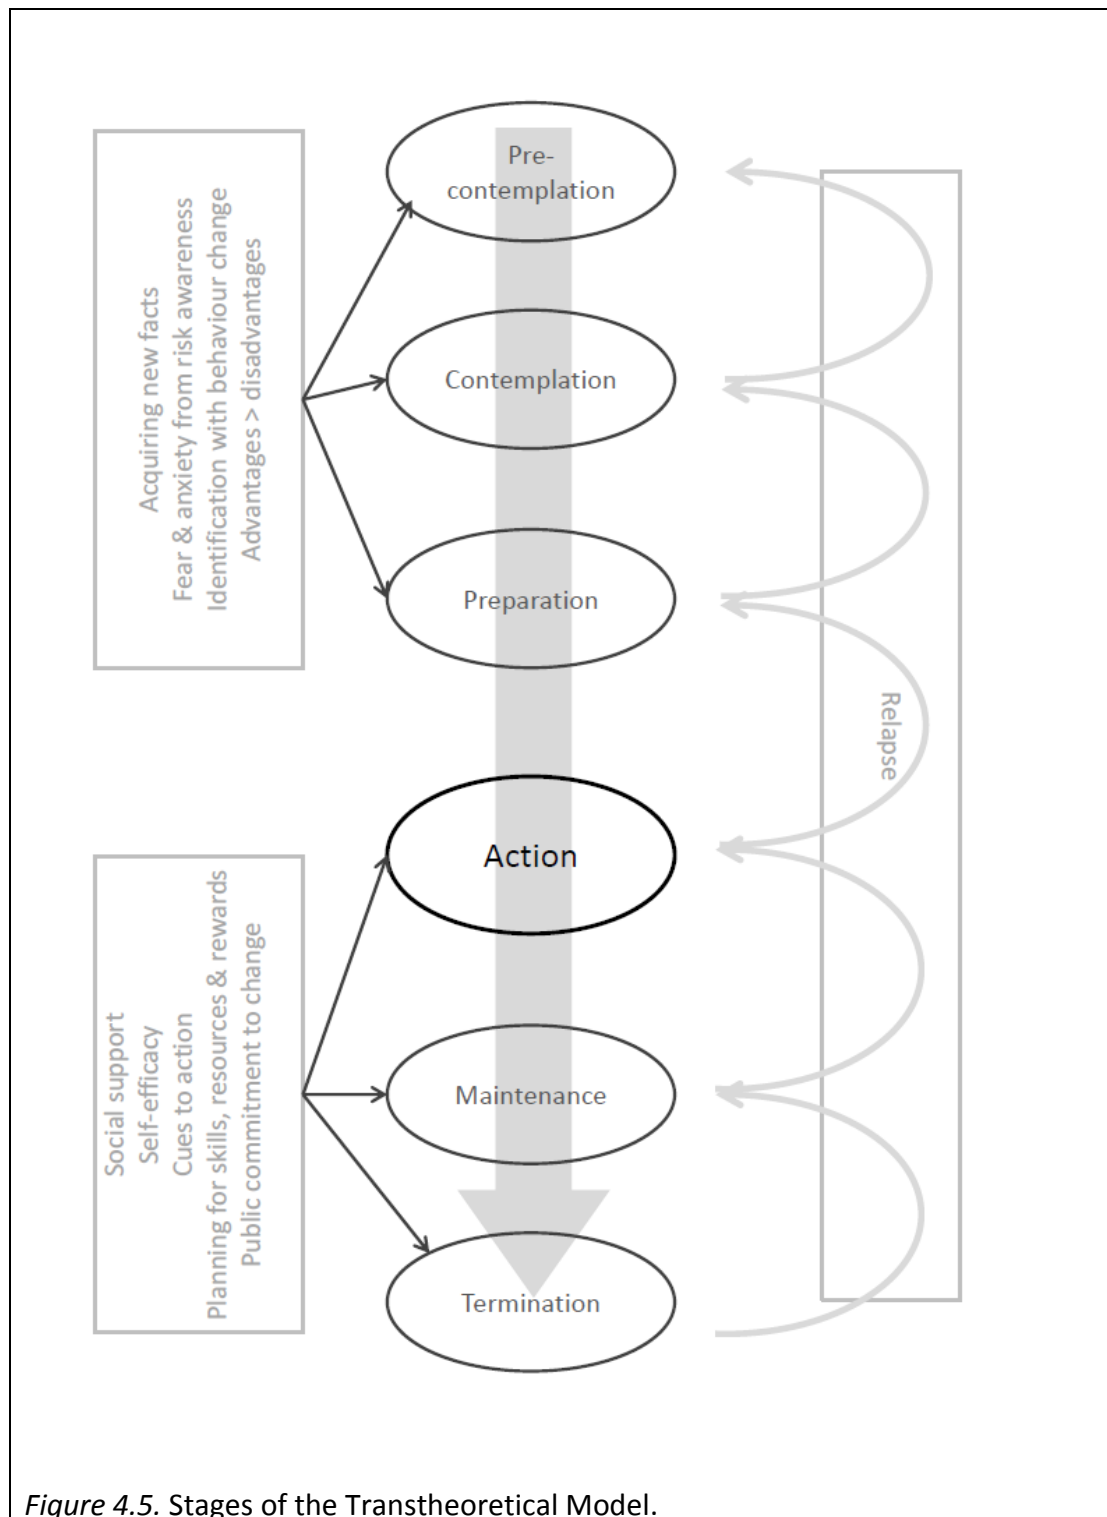 Acquiring new facts
Fear & anxiety from risk awareness
Identification with behaviour change
Advantages > disadvantages
Pre-
contemplation
Contemplation
Preparation
Relapse
Action
Social support
Self-efficacy
Cues to action
Planning for skills, resources & rewards
Public commitment to change
Maintenance
Termination
Figure 4.5. Stages of the Transtheoretical Model.